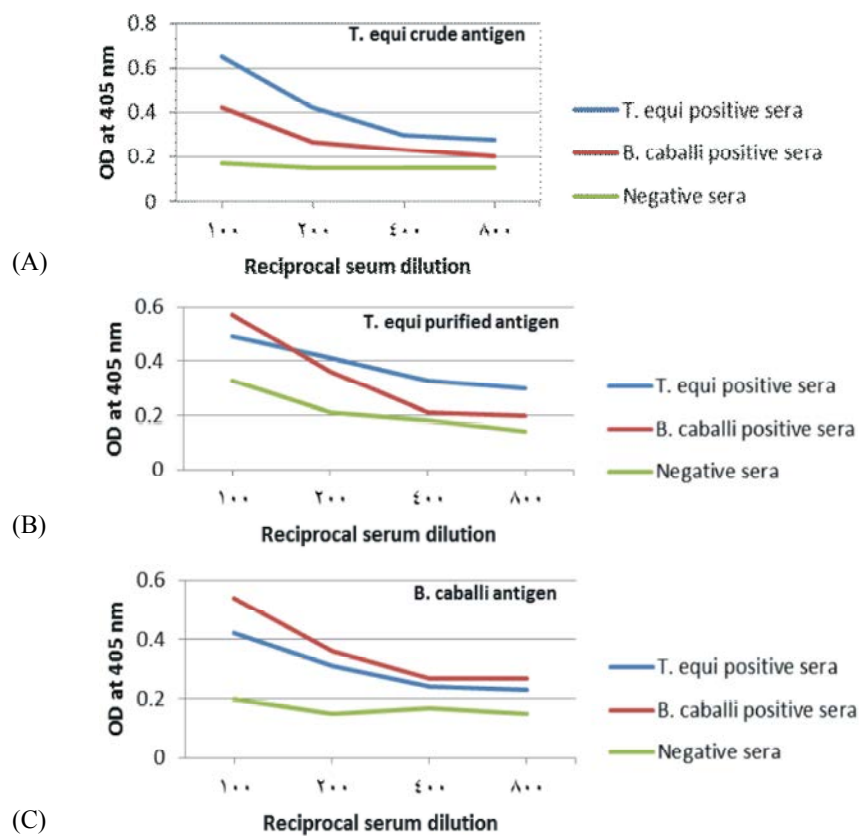 T. equi crude antigen
0.8
0.6
0.4
0.2
0
OD at 405 nm
١٠٠ ٢٠٠ ٤٠٠ ٨٠٠
Reciprocal seum dilution
T. equi positive sera
B. caballi positive sera
Negative sera
(A)
T. equi purified antigen
0.6
0.4
0.2
0
OD at 405 nm
١٠٠ ٢٠٠ ٤٠٠ ٨٠٠
Reciprocal serum dilution
T. equi positive sera
B. caballi positive sera
Negative sera
(B)
B. caballi antigen
0.6
0.4
0.2
0
OD at 405 nm
١٠٠ ٢٠٠ ٤٠٠ ٨٠٠
Reciprocal serum dilution
T. equi positive sera
B. caballi positive sera
Negative sera
(C)